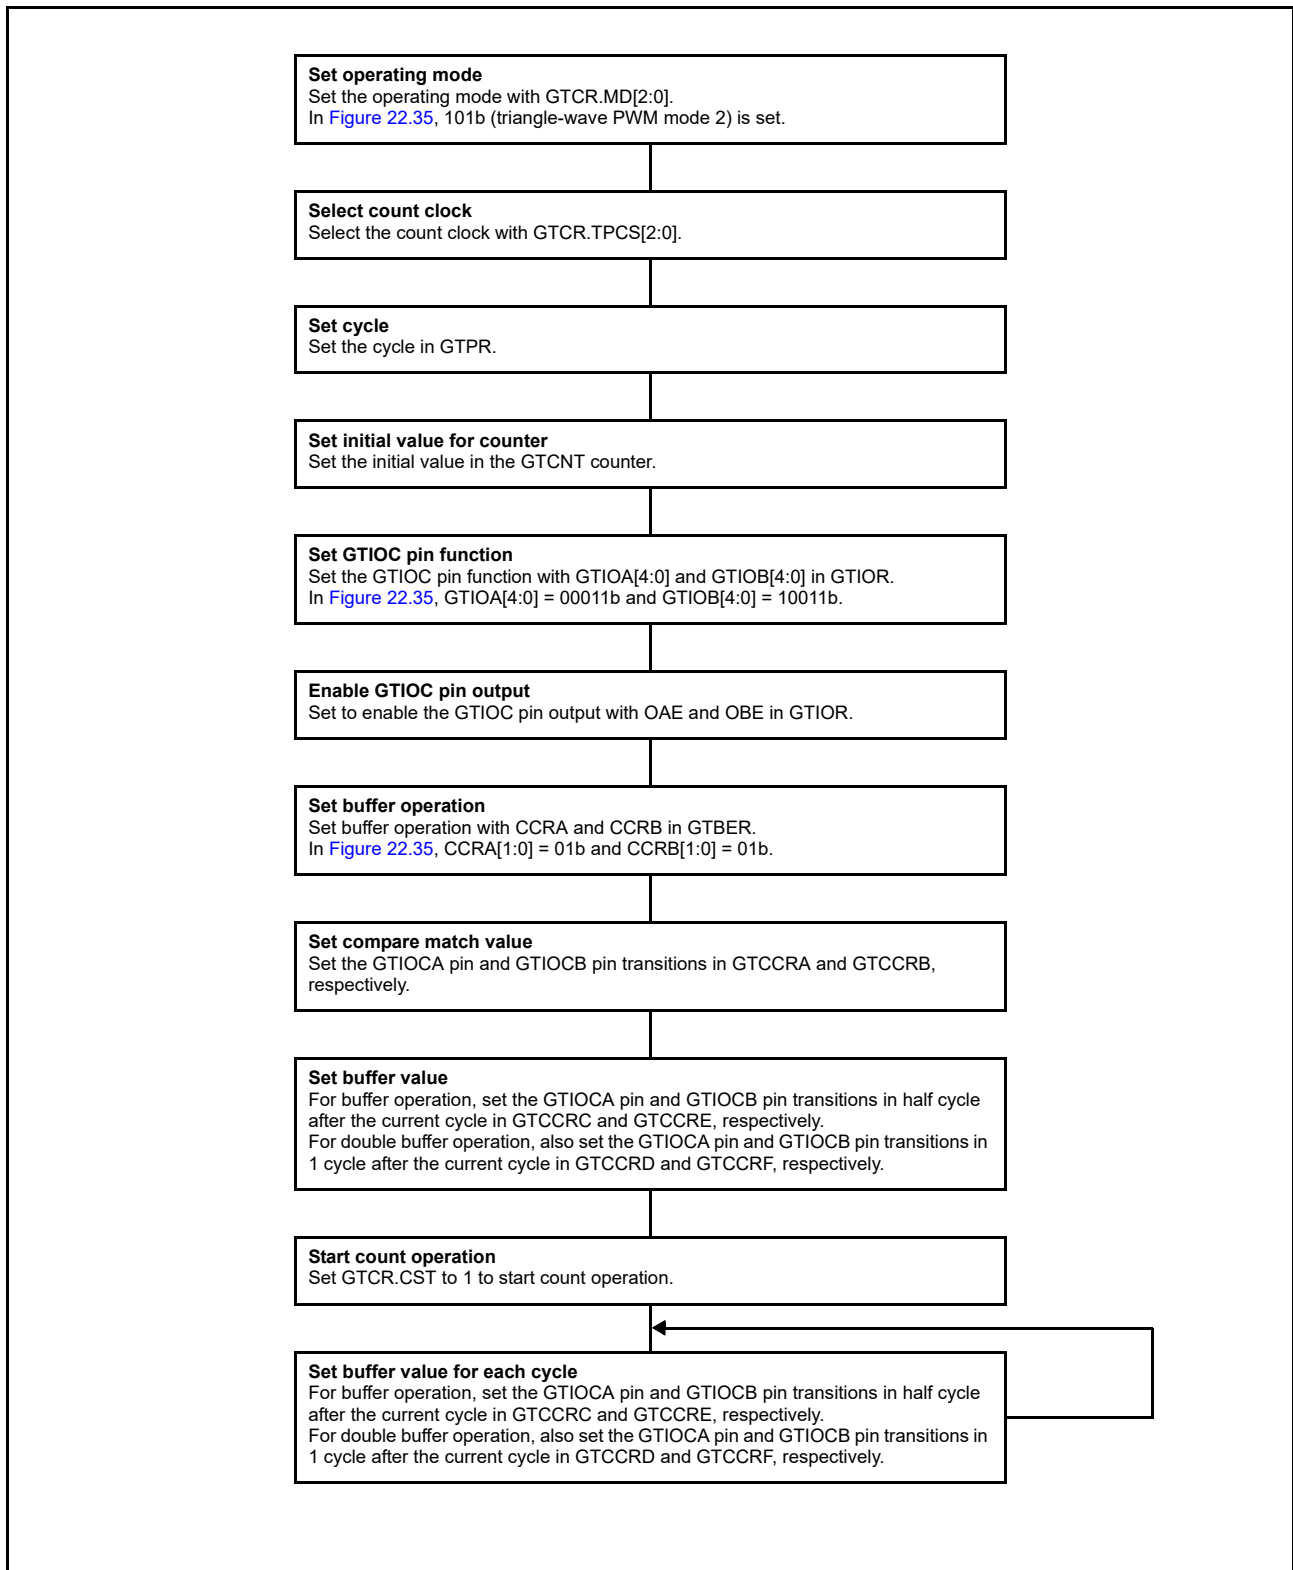 Set operating mode
Set the operating mode with GTCR.MD[2:0].
In Figure 22.35, 101b (triangle-wave PWM mode 2) is set.
Select count clock
Select the count clock with GTCR.TPCS[2:0].
Set cycle
Set the cycle in GTPR.
Set initial value for counter
Set the initial value in the GTCNT counter.
Set GTIOC pin function
Set the GTIOC pin function with GTIOA[4:0] and GTIOB[4:0] in GTIOR.
In Figure 22.35, GTIOA[4:0] = 00011b and GTIOB[4:0] = 10011b.
Enable GTIOC pin output
Set to enable the GTIOC pin output with OAE and OBE in GTIOR.
Set buffer operation
Set buffer operation with CCRA and CCRB in GTBER.
In Figure 22.35, CCRA[1:0] = 01b and CCRB[1:0] = 01b.
Set compare match value
Set the GTIOCA pin and GTIOCB pin transitions in GTCCRA and GTCCRB,
respectively.
Set buffer value
For buffer operation, set the GTIOCA pin and GTIOCB pin transitions in half cycle
after the current cycle in GTCCRC and GTCCRE, respectively.
For double buffer operation, also set the GTIOCA pin and GTIOCB pin transitions in
1 cycle after the current cycle in GTCCRD and GTCCRF, respectively.
Start count operation
Set GTCR.CST to 1 to start count operation.
Set buffer value for each cycle
For buffer operation, set the GTIOCA pin and GTIOCB pin transitions in half cycle
after the current cycle in GTCCRC and GTCCRE, respectively.
For double buffer operation, also set the GTIOCA pin and GTIOCB pin transitions in
1 cycle after the current cycle in GTCCRD and GTCCRF, respectively.